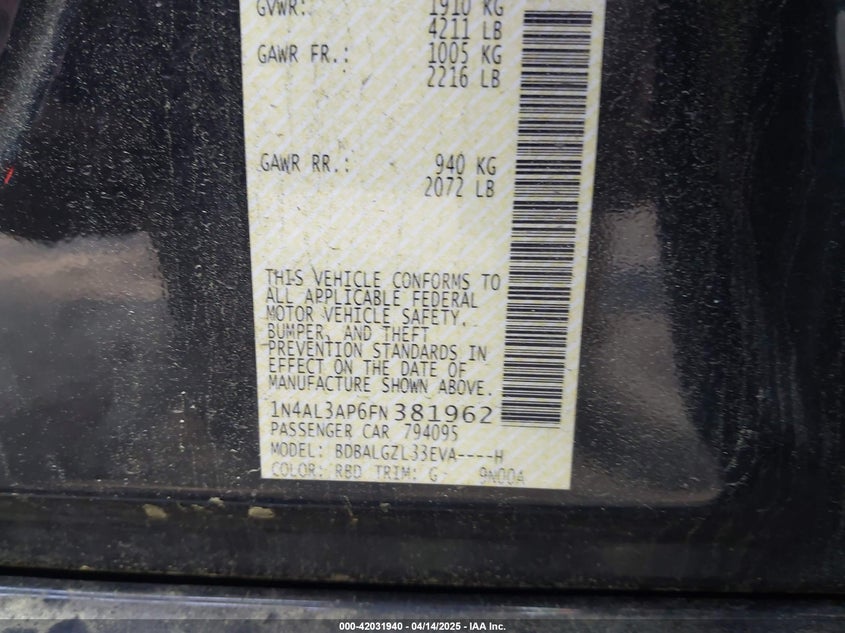 GVWR: 1910 KG
4211 LB
GAWR FR.: 1005 KG
2216 LB
GAWR RR.: 940 KG
2072 LB
THIS VEHICLE CONFORMS TO
ALL APPLICABLE FEDERAL
MOTOR VEHICLE SAFETY,
BUMPER, AND THEFT
PREVENTION STANDARDS IN
EFFECT ON THE DATE OF
MANUFACTURE SHOWN ABOVE.
1N4AL3AP6FN381962
PASSENGER CAR 794095
MODEL: BDBALGZL33EVA----H
COLOR: RBD TRIM: G 9N00A
000-42031940 - 04/14/2025 - IAA Inc.